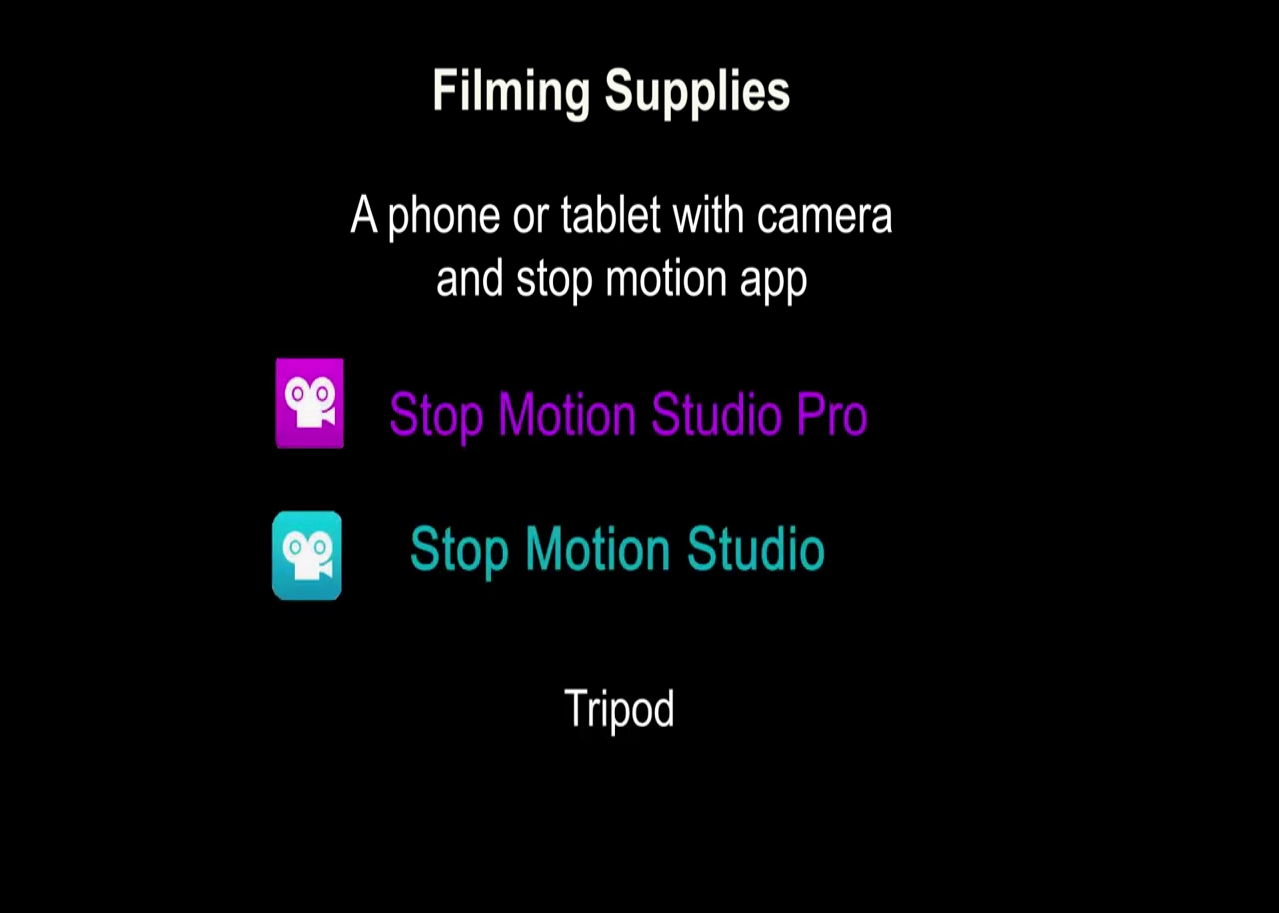 Filming Supplies
A phone or tablet with camera
and stop motion app
Stop Motion Studio Pro
Stop Motion Studio
Tripod